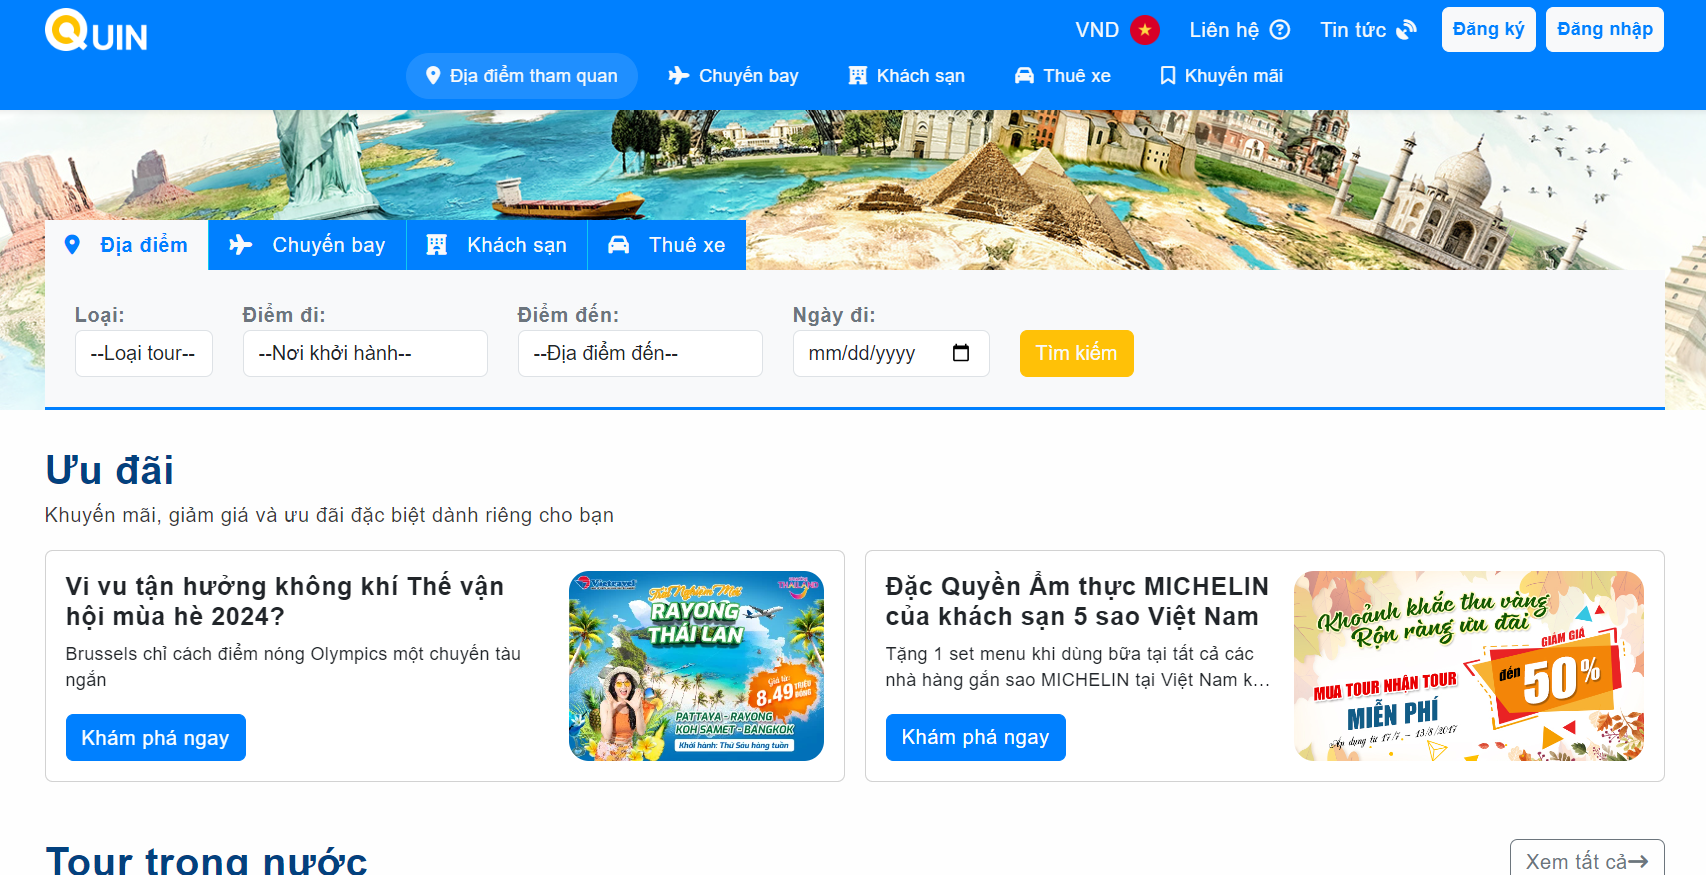 QUIN
VND
Liên hệ
Tin tức
Đăng ký
Đăng nhập
Địa điểm tham quan
Chuyến bay
Khách sạn
Thuê xe
Khuyến mãi
Địa điểm
Chuyến bay
Khách sạn
Thuê xe
Loại:
Điểm đi:
Điểm đến:
Ngày đi:
--Loại tour--
--Nơi khởi hành--
--Địa điểm đến--
mm/dd/yyyy
Tìm kiếm
Ưu đãi
Khuyến mãi, giảm giá và ưu đãi đặc biệt dành riêng cho bạn
Vi vu tận hưởng không khí Thế vận
hội mùa hè 2024?
Brussels chỉ cách điểm nóng Olympics một chuyến tàu
ngắn
Khám phá ngay
Vietravel
THAILAND
Trải Nghiệm Mới
RAYONG
THÁI LAN
Giá từ:
8.49 TRIỆU ĐỒNG
PATTAYA - RAYONG
KOH SAMET - BANGKOK
Khởi hành: Thứ Sáu hàng tuần
Đặc Quyền Ẩm thực MICHELIN
của khách sạn 5 sao Việt Nam
Tặng 1 set menu khi dùng bữa tại tất cả các
nhà hàng gắn sao MICHELIN tại Việt Nam k...
Khám phá ngay
Khoảnh khắc thu vàng
Rộn ràng ưu đãi
GIẢM GIÁ
đến 50%
MUA TOUR NHẬN TOUR
MIỄN PHÍ
Áp dụng từ 17/7 - 13/8/2017
Tour trong nước
Xem tất cả